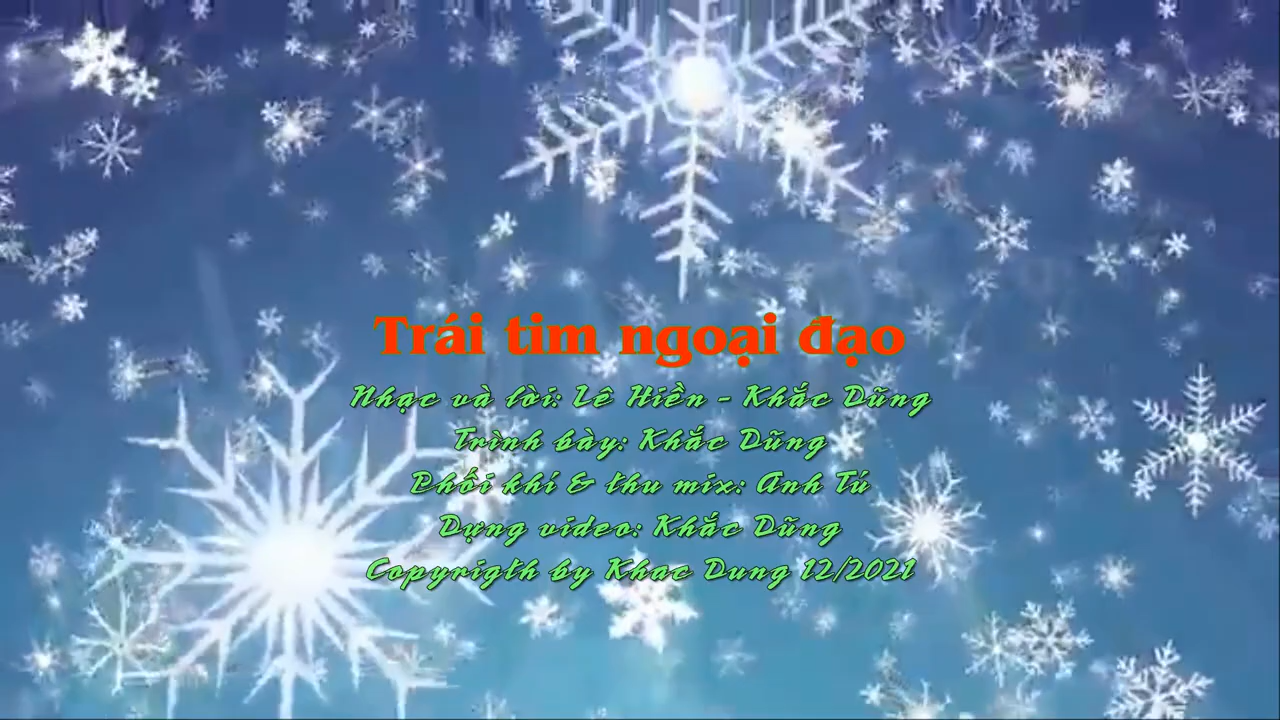 Trái tim ngoại đạo
Nhạc và lời: Lê Hiền - Khắc Dũng
Trình bày: Khắc Dũng
Phối khí & thu mix: Anh Tú
Dựng video: Khắc Dũng
Copyrigth by Khac Dung 12/2021